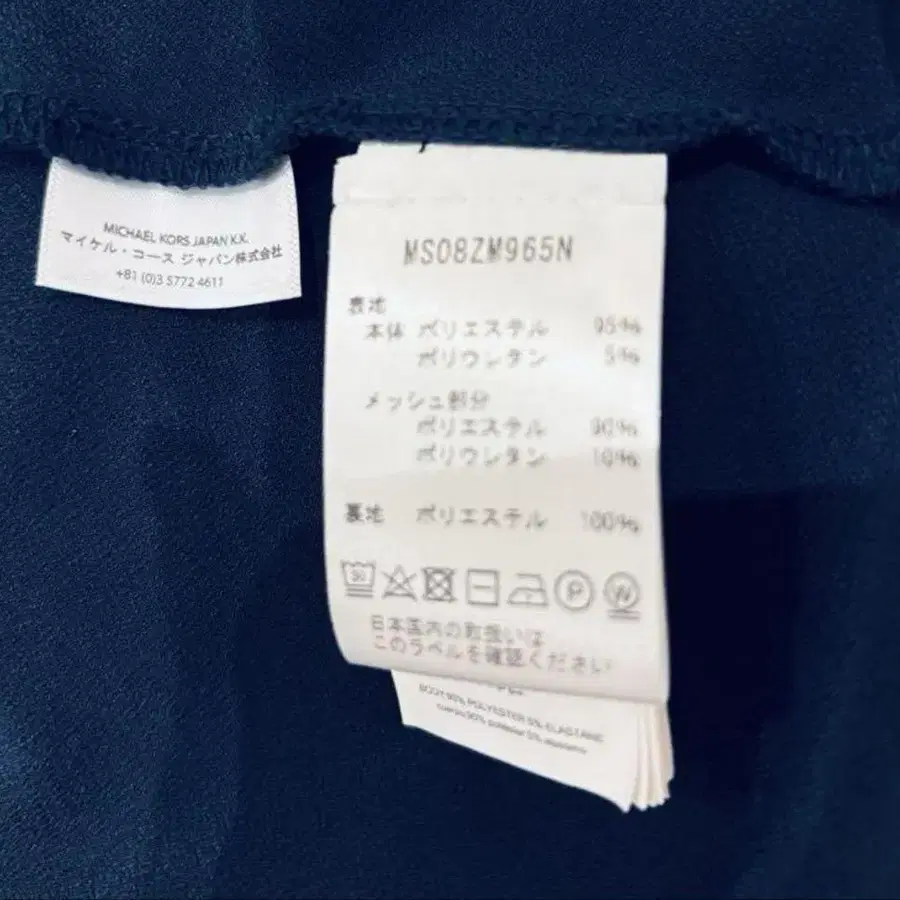 MICHAEL KORS JAPAN K.K.
マイケル・コース ジャパン株式会社
+81 (0)3 5772 4611
MS08ZM965N
表地
本体 ポリエステル 95%
ポリウレタン 5%
メッシュ部分
ポリエステル 90%
ポリウレタン 10%
裏地 ポリエステル 100%
30
P
W
日本国内の取扱いは
このラベルを確認ください
POLYESTER 5% ELASTANE